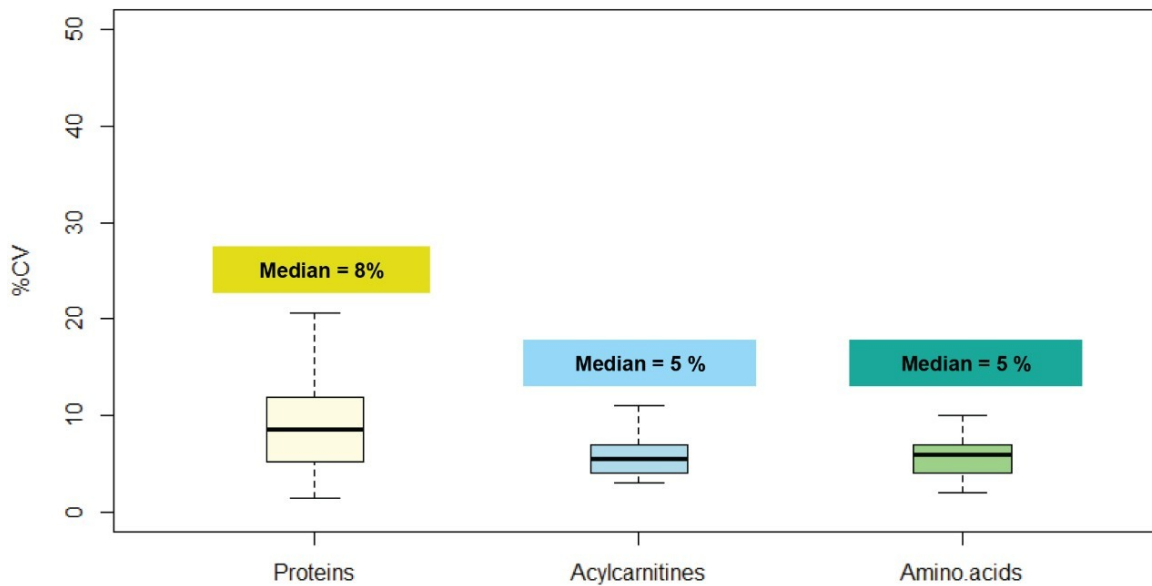 50
40
30
20
10
0
%CV
Median = 8%
Median = 5 %
Median = 5 %
Proteins
Acylcarnitines
Amino.acids